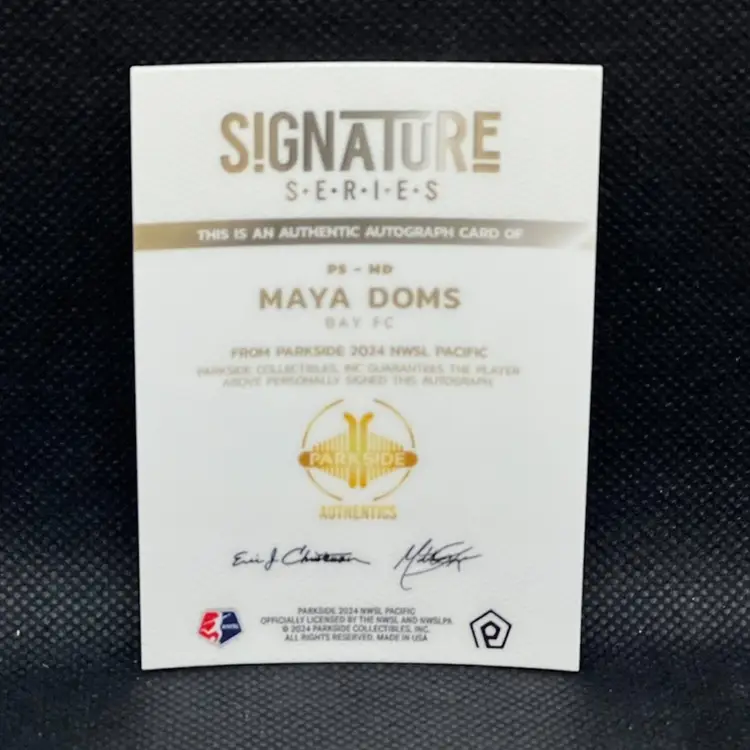 SIGNATURE
S•E•R•I•E•S
THIS IS AN AUTHENTIC AUTOGRAPH CARD OF
PS - MD
MAYA DOMS
BAY FC
FROM PARKSIDE 2024 NWSL PACIFIC
PARKSIDE COLLECTIBLES, INC GUARANTEES THE PLAYER
ABOVE PERSONALLY SIGNED THIS AUTOGRAPH
PARKSIDE
AUTHENTICS
Eric J.
PARKSIDE 2024 NWSL PACIFIC
OFFICIALLY LICENSED BY THE NWSL AND NWSLPA
© 2024 PARKSIDE COLLECTIBLES, INC.
ALL RIGHTS RESERVED. MADE IN USA
NWSL
P